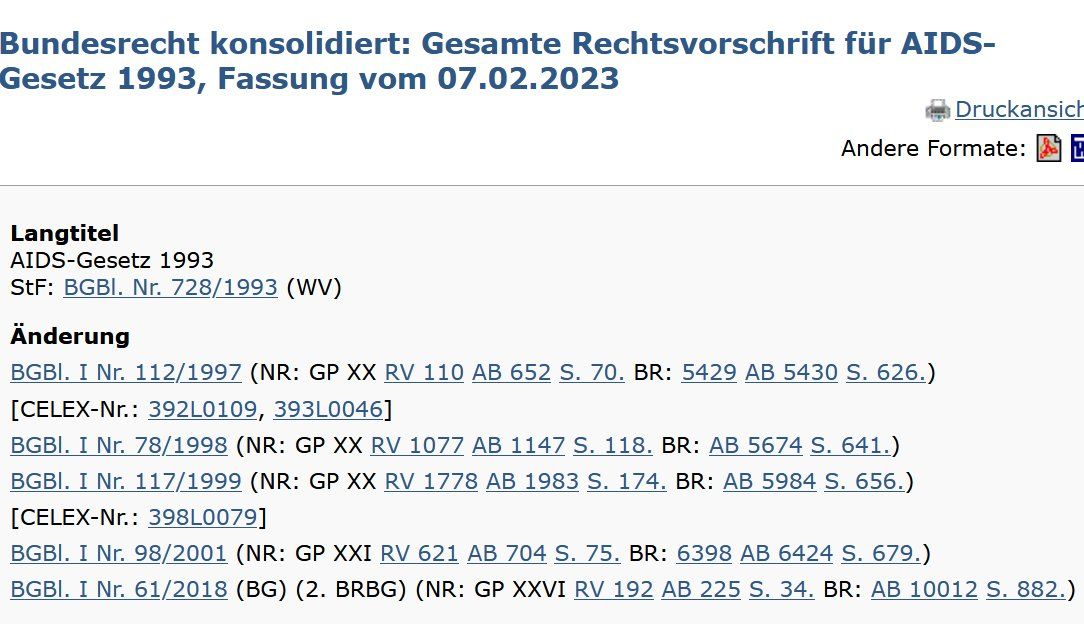 Bundesrecht konsolidiert: Gesamte Rechtsvorschrift für AIDS-
Gesetz 1993, Fassung vom 07.02.2023
Druckansich
Andere Formate:
Langtitel
AIDS-Gesetz 1993
StF: BGBl. Nr. 728/1993 (WV)
Änderung
BGBl. I Nr. 112/1997 (NR: GP XX RV 110 AB 652 S. 70. BR: 5429 AB 5430 S. 626.)
[CELEX-Nr.: 392L0109, 393L0046]
BGBl. I Nr. 78/1998 (NR: GP XX RV 1077 AB 1147 S. 118. BR: AB 5674 S. 641.)
BGBl. I Nr. 117/1999 (NR: GP XX RV 1778 AB 1983 S. 174. BR: AB 5984 S. 656.)
[CELEX-Nr.: 398L0079]
BGBl. I Nr. 98/2001 (NR: GP XXI RV 621 AB 704 S. 75. BR: 6398 AB 6424 S. 679.)
BGBl. I Nr. 61/2018 (BG) (2. BRBG) (NR: GP XXVI RV 192 AB 225 S. 34. BR: AB 10012 S. 882.)